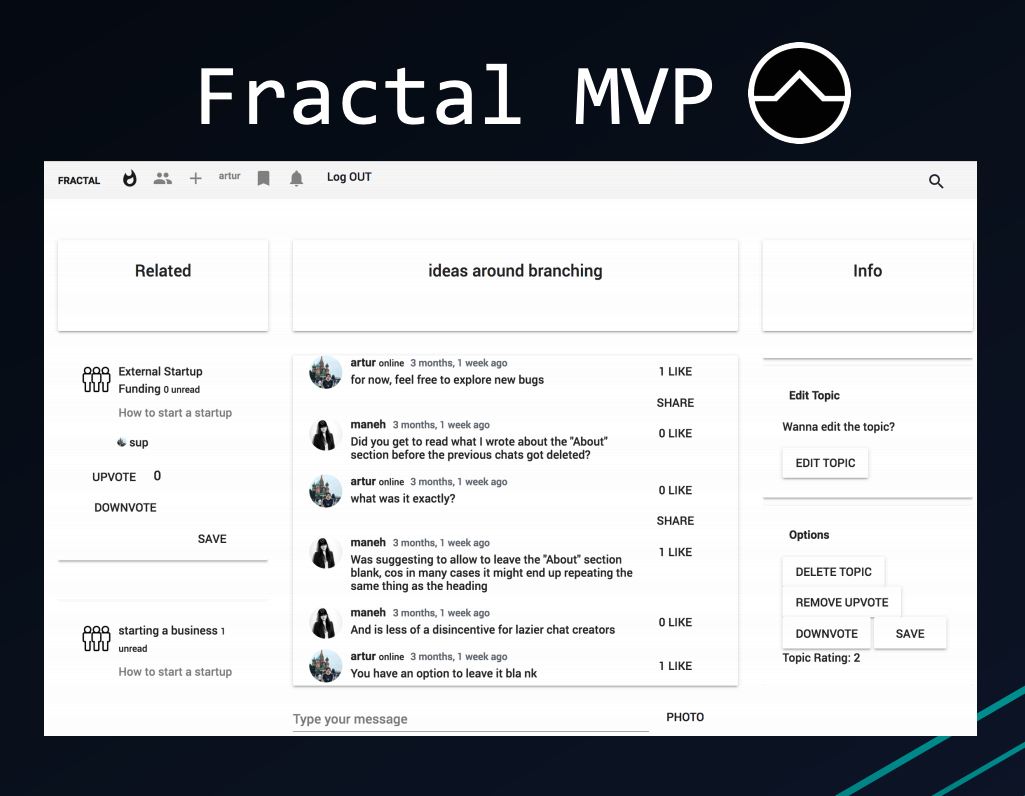 Fractal MVP
FRACTAL artur Log OUT
Related
External Startup
Funding 0 unread
How to start a startup
sup
UPVOTE 0
DOWNVOTE
SAVE
starting a business 1
unread
How to start a startup
ideas around branching
artur online 3 months, 1 week ago
for now, feel free to explore new bugs
1 LIKE
SHARE
maneh 3 months, 1 week ago
Did you get to read what I wrote about the "About"
section before the previous chats got deleted?
0 LIKE
artur online 3 months, 1 week ago
what was it exactly?
0 LIKE
SHARE
maneh 3 months, 1 week ago
Was suggesting to allow to leave the "About" section
blank, cos in many cases it might end up repeating the
same thing as the heading
1 LIKE
maneh 3 months, 1 week ago
And is less of a disincentive for lazier chat creators
0 LIKE
artur online 3 months, 1 week ago
You have an option to leave it bla nk
1 LIKE
Type your message
PHOTO
Info
Edit Topic
Wanna edit the topic?
EDIT TOPIC
Options
DELETE TOPIC
REMOVE UPVOTE
DOWNVOTE SAVE
Topic Rating: 2